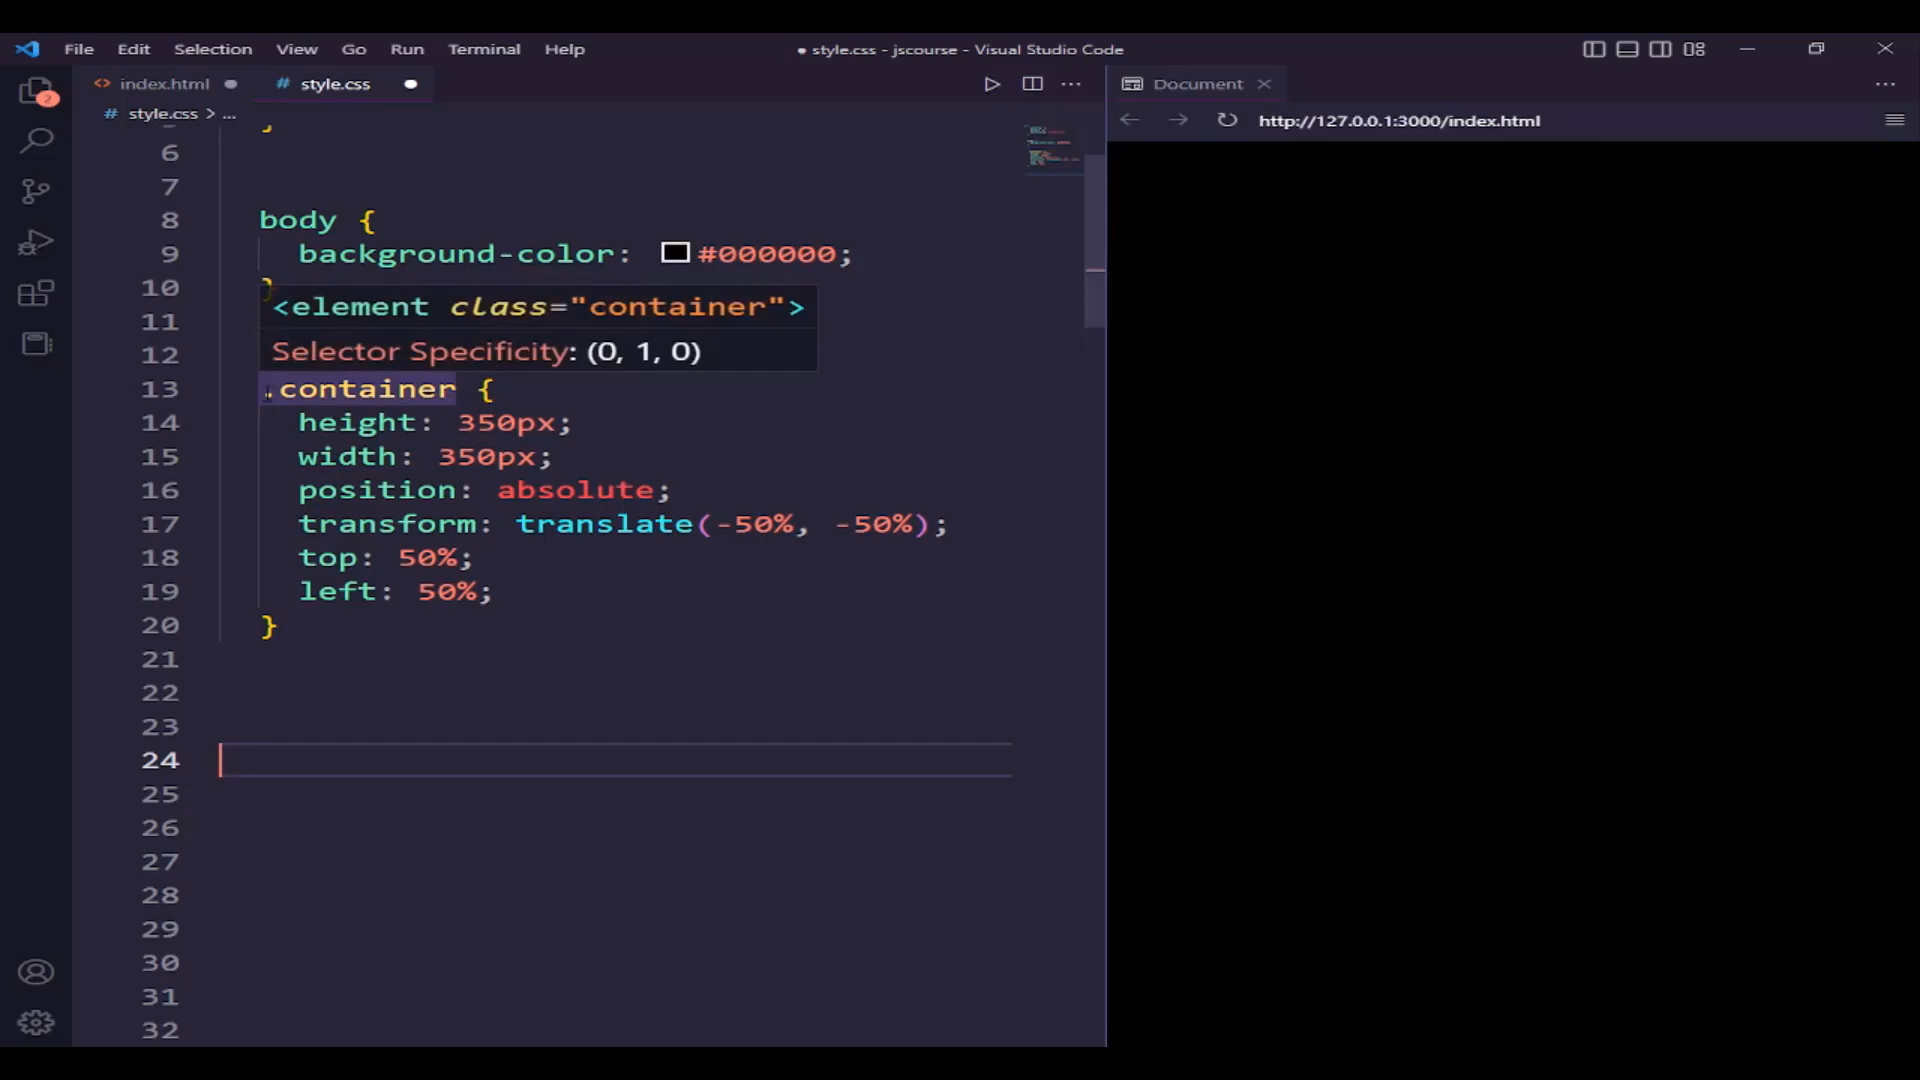 File Edit Selection View Go Run Terminal Help
● style.css - jscourse - Visual Studio Code
2
<> index.html
# style.css
Document
# style.css > ...
http://127.0.0.1:3000/index.html
}
6
7
8 body {
9 background-color: #000000;
10 }
11
<element class="container">
12
Selector Specificity: (0, 1, 0)
13 .container {
14 height: 350px;
15 width: 350px;
16 position: absolute;
17 transform: translate(-50%, -50%);
18 top: 50%;
19 left: 50%;
20 }
21
22
23
24
25
26
27
28
29
30
31
32